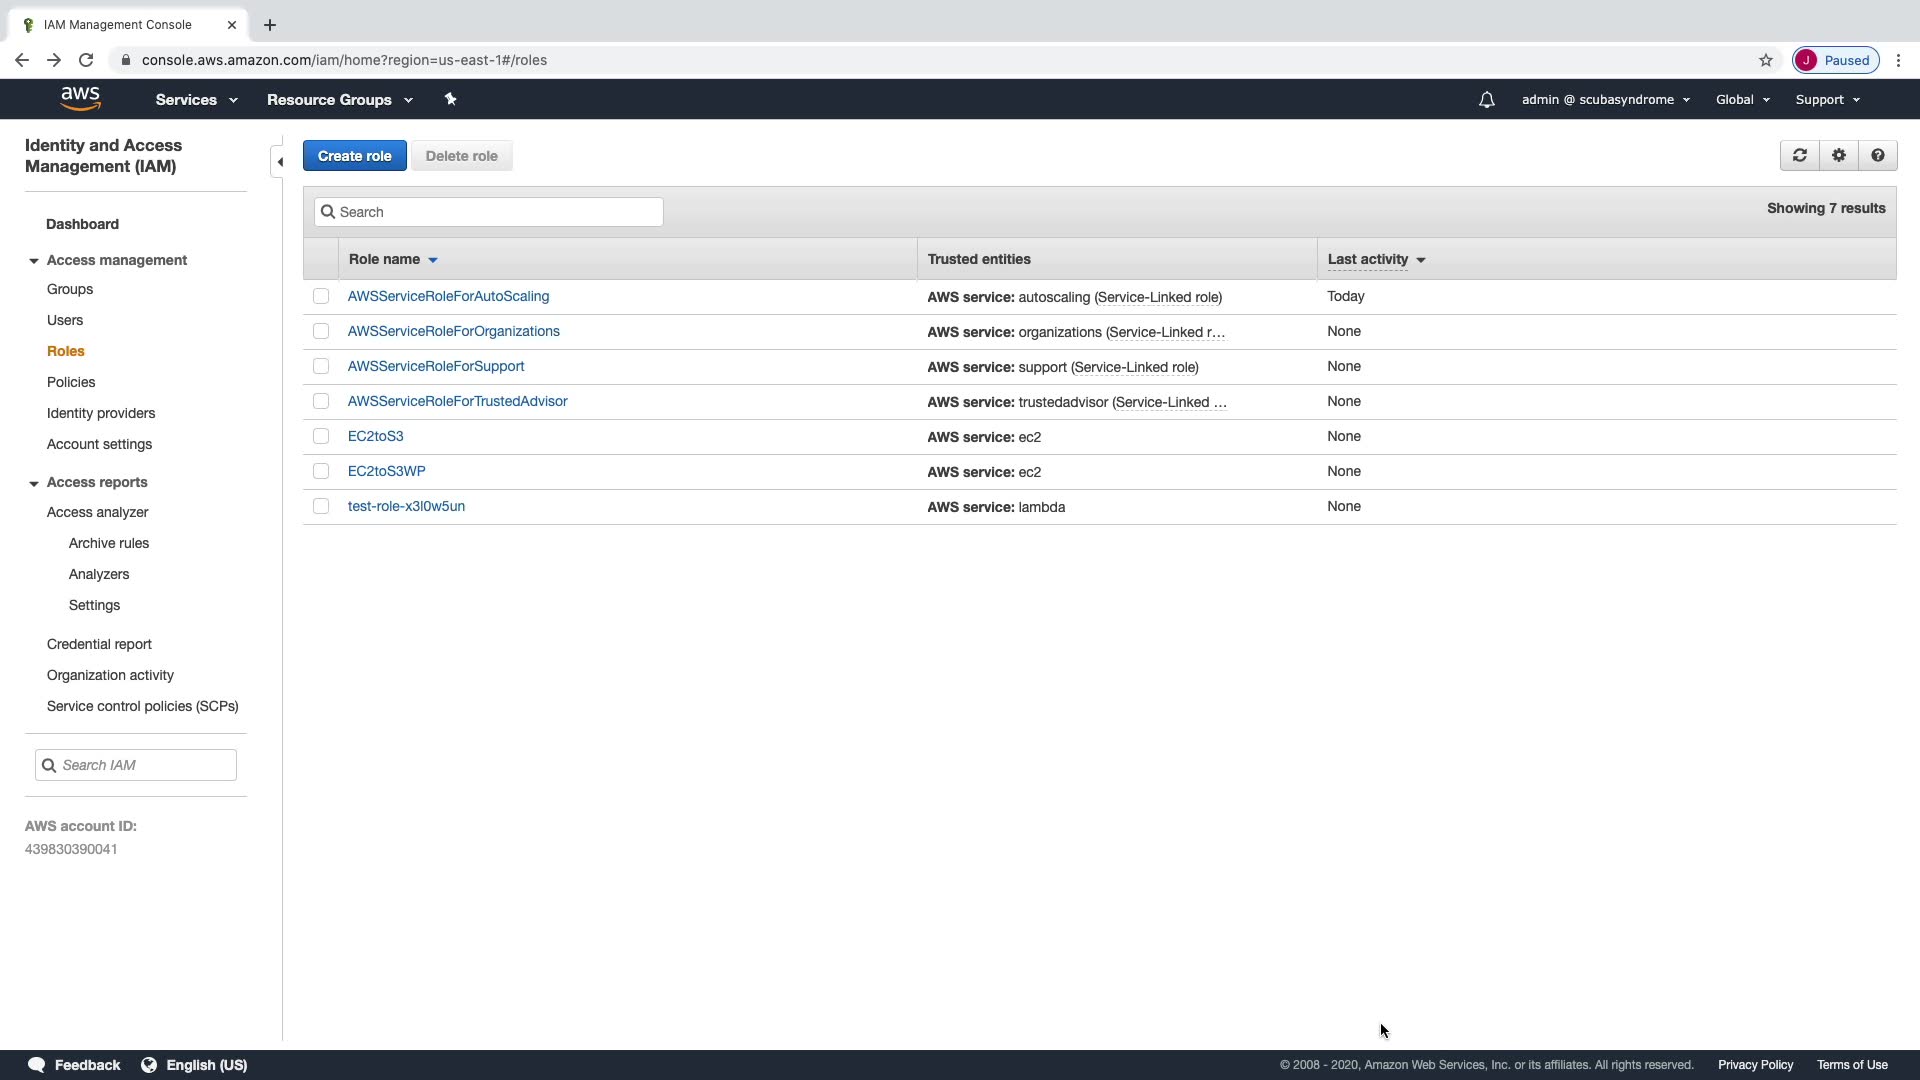 IAM Management Console
console.aws.amazon.com/iam/home?region=us-east-1#/roles
J Paused
aws Services Resource Groups admin @ scubasyndrome Global Support
Identity and Access
Management (IAM)
Dashboard
Access management
Groups
Users
Roles
Policies
Identity providers
Account settings
Access reports
Access analyzer
Archive rules
Analyzers
Settings
Credential report
Organization activity
Service control policies (SCPs)
Search IAM
AWS account ID:
439830390041
Create role Delete role
Search
Showing 7 results
Role name Trusted entities Last activity
AWSServiceRoleForAutoScaling AWS service: autoscaling (Service-Linked role) Today
AWSServiceRoleForOrganizations AWS service: organizations (Service-Linked r… None
AWSServiceRoleForSupport AWS service: support (Service-Linked role) None
AWSServiceRoleForTrustedAdvisor AWS service: trustedadvisor (Service-Linked … None
EC2toS3 AWS service: ec2 None
EC2toS3WP AWS service: ec2 None
test-role-x3l0w5un AWS service: lambda None
Feedback English (US) © 2008 - 2020, Amazon Web Services, Inc. or its affiliates. All rights reserved. Privacy Policy Terms of Use